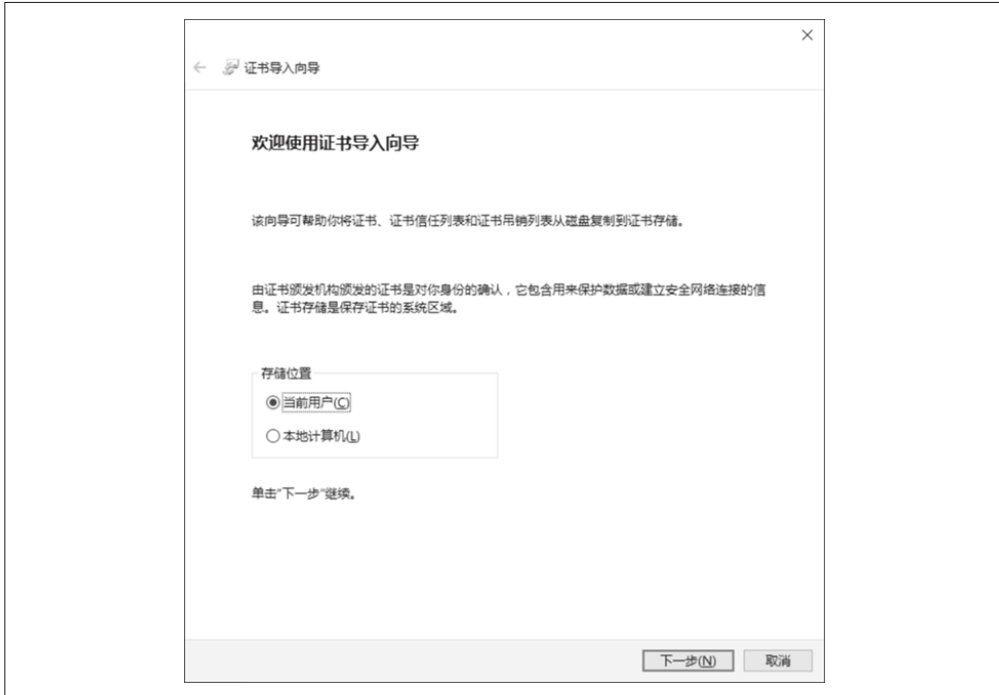 证书导入向导
欢迎使用证书导入向导
该向导可帮助你将证书、证书信任列表和证书吊销列表从磁盘复制到证书存储。
由证书颁发机构颁发的证书是对你身份的确认，它包含用来保护数据或建立安全网络连接的信
息。证书存储是保存证书的系统区域。
存储位置
当前用户(C)
本地计算机(L)
单击"下一步"继续。
下一步(N) 取消